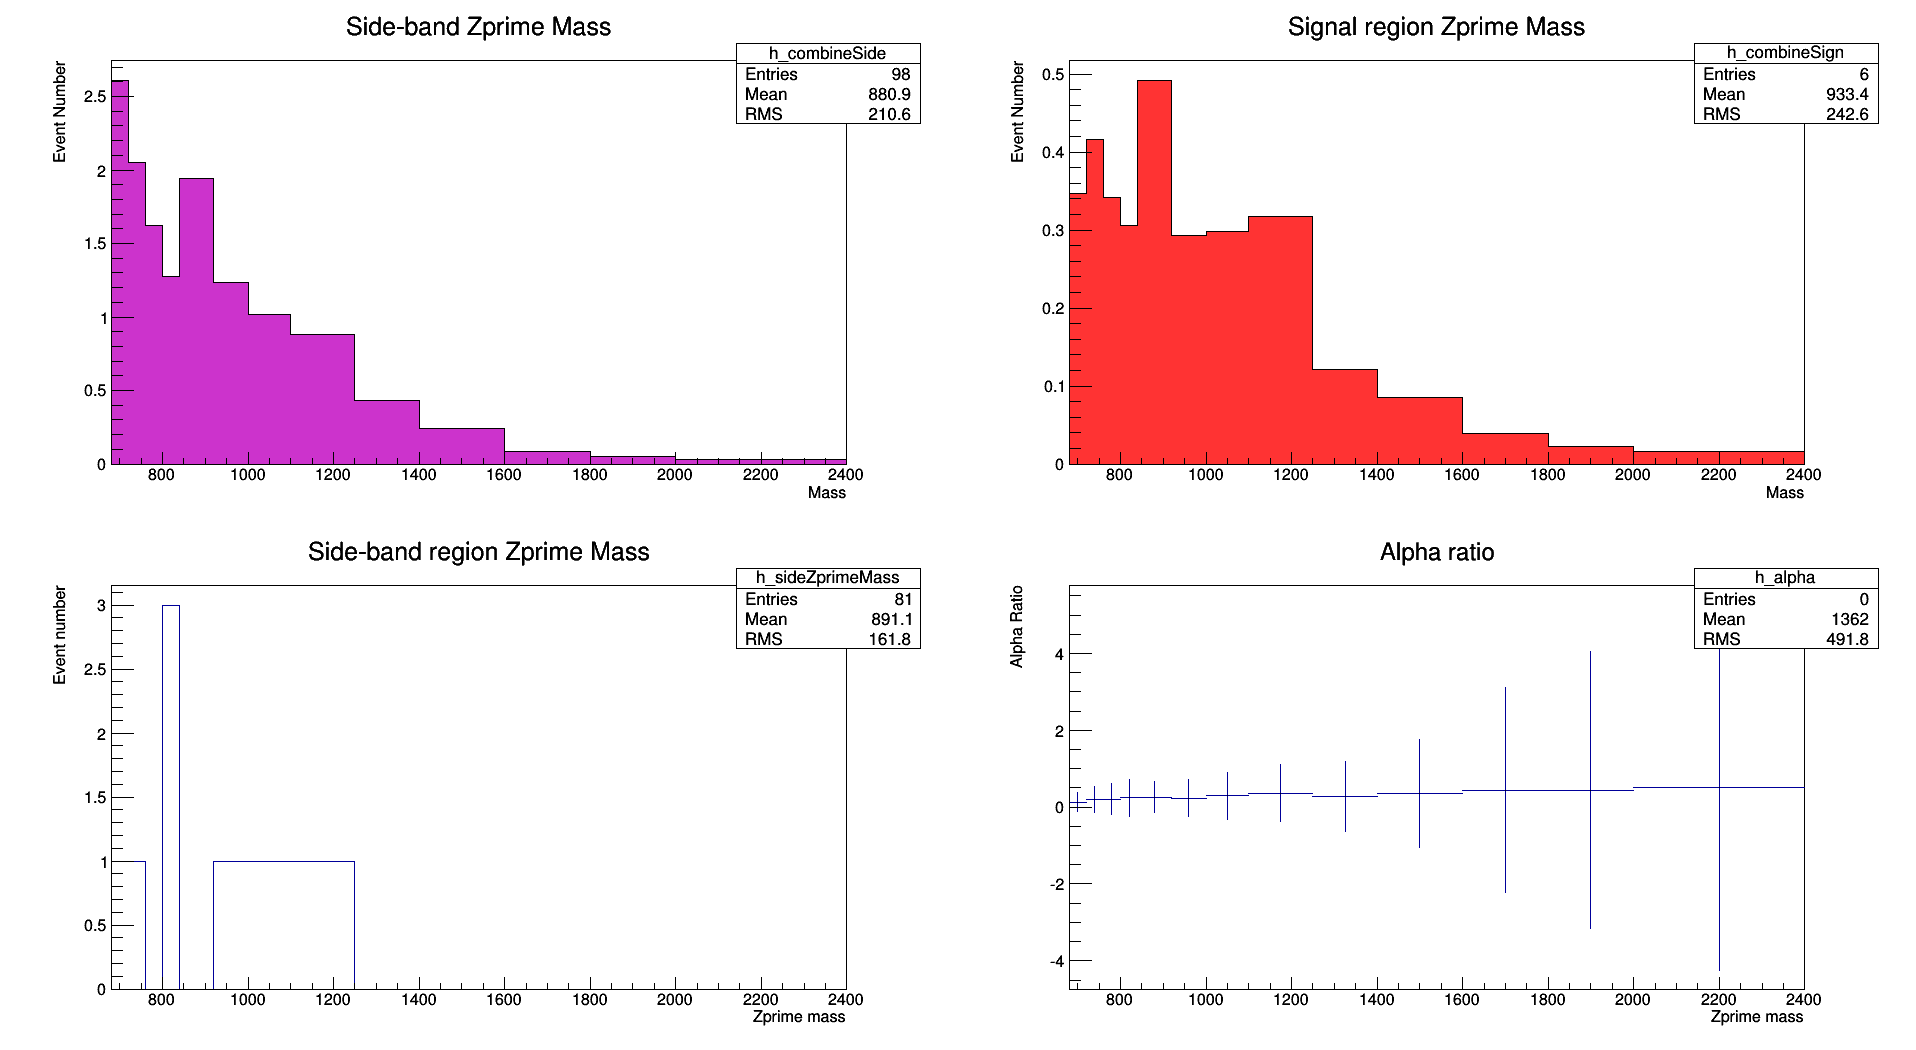 Side-band Zprime Mass
Event Number
h_combineSide
Entries 98
Mean 880.9
RMS 210.6
2.5
2
1.5
1
0.5
0
800 1000 1200 1400 1600 1800 2000 2200 2400
Mass
Signal region Zprime Mass
Event Number
h_combineSign
Entries 6
Mean 933.4
RMS 242.6
0.5
0.4
0.3
0.2
0.1
0
800 1000 1200 1400 1600 1800 2000 2200 2400
Mass
Side-band region Zprime Mass
Event number
h_sideZprimeMass
Entries 81
Mean 891.1
RMS 161.8
3
2.5
2
1.5
1
0.5
0
800 1000 1200 1400 1600 1800 2000 2200 2400
Zprime mass
Alpha ratio
Alpha Ratio
h_alpha
Entries 0
Mean 1362
RMS 491.8
4
2
0
-2
-4
800 1000 1200 1400 1600 1800 2000 2200 2400
Zprime mass